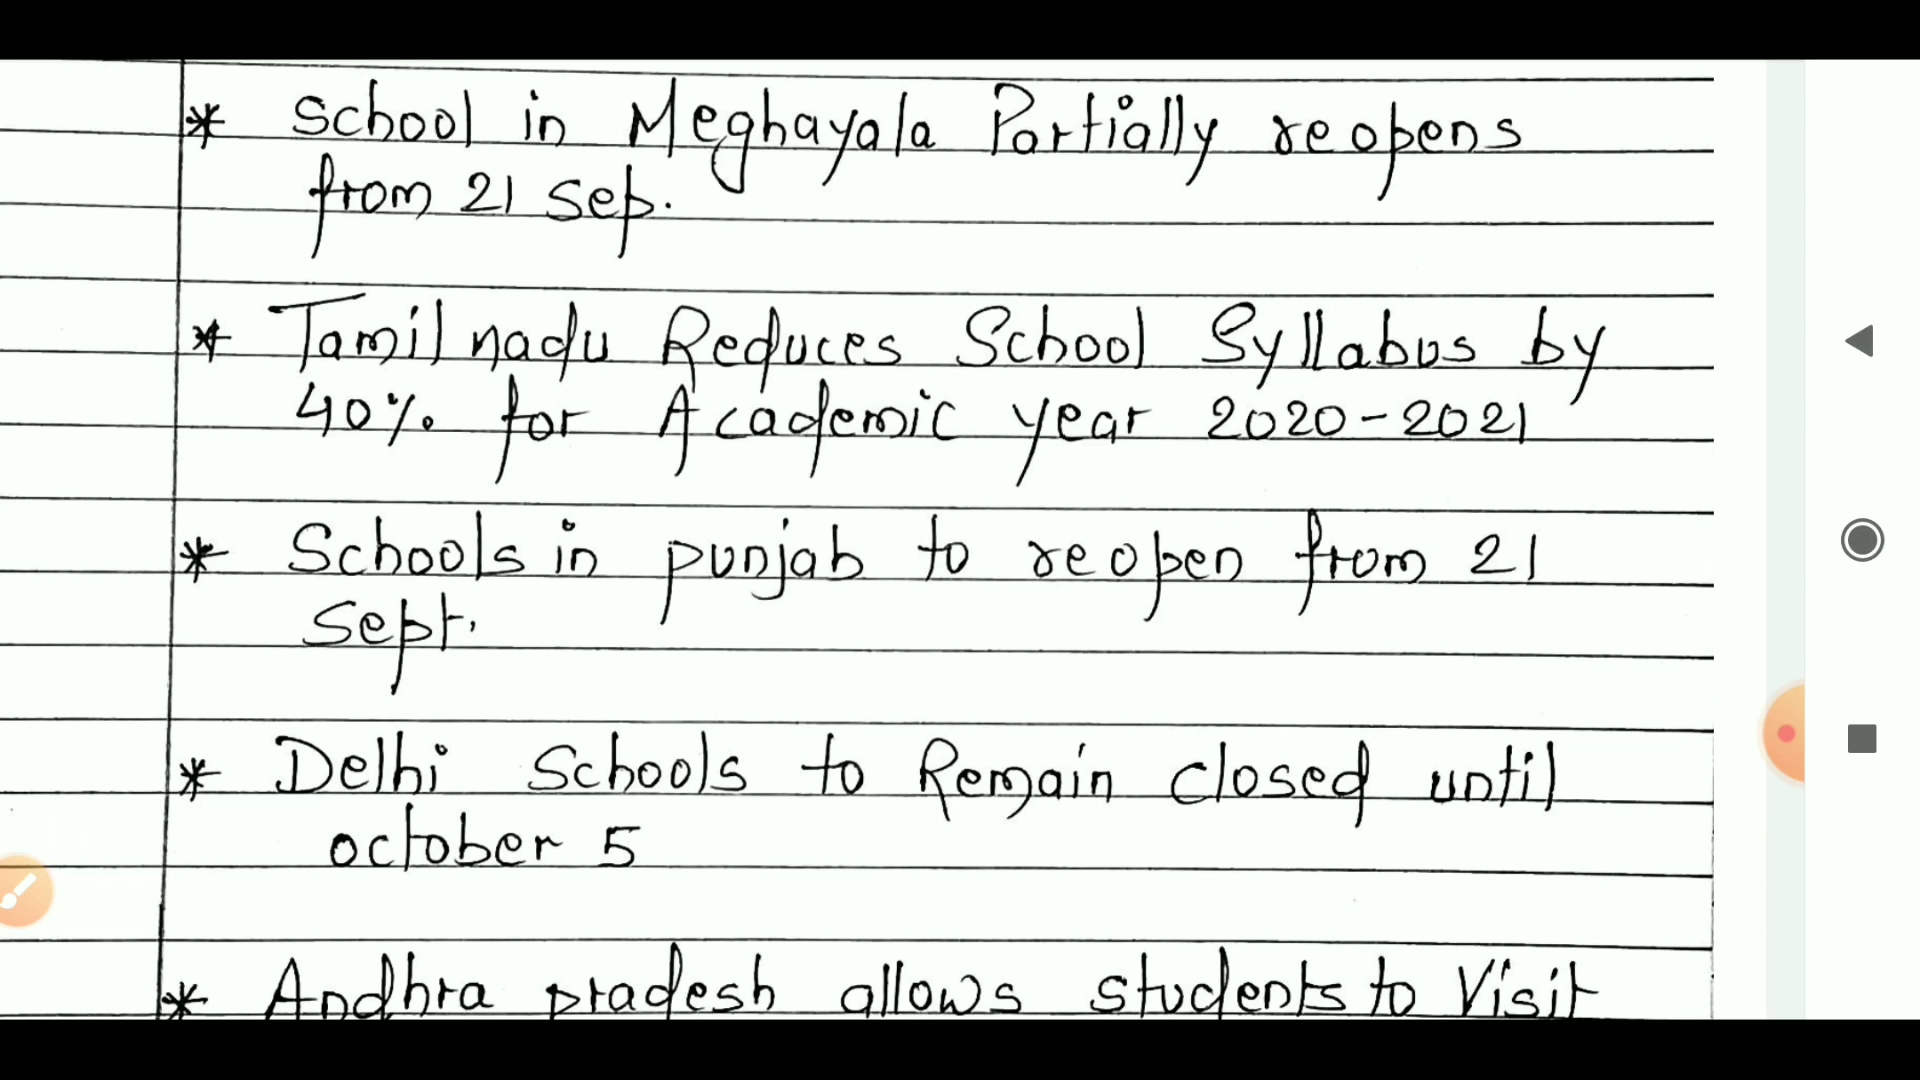 * School in Meghayala Partially reopens
from 21 Sep.
* Tamil nadu Reduces School Syllabus by
40% for Academic year 2020-2021
* Schools in punjab to reopen from 21
Sept.
* Delhi Schools to Remain closed until
october 5
* Andhra pradesh allows students to Visit